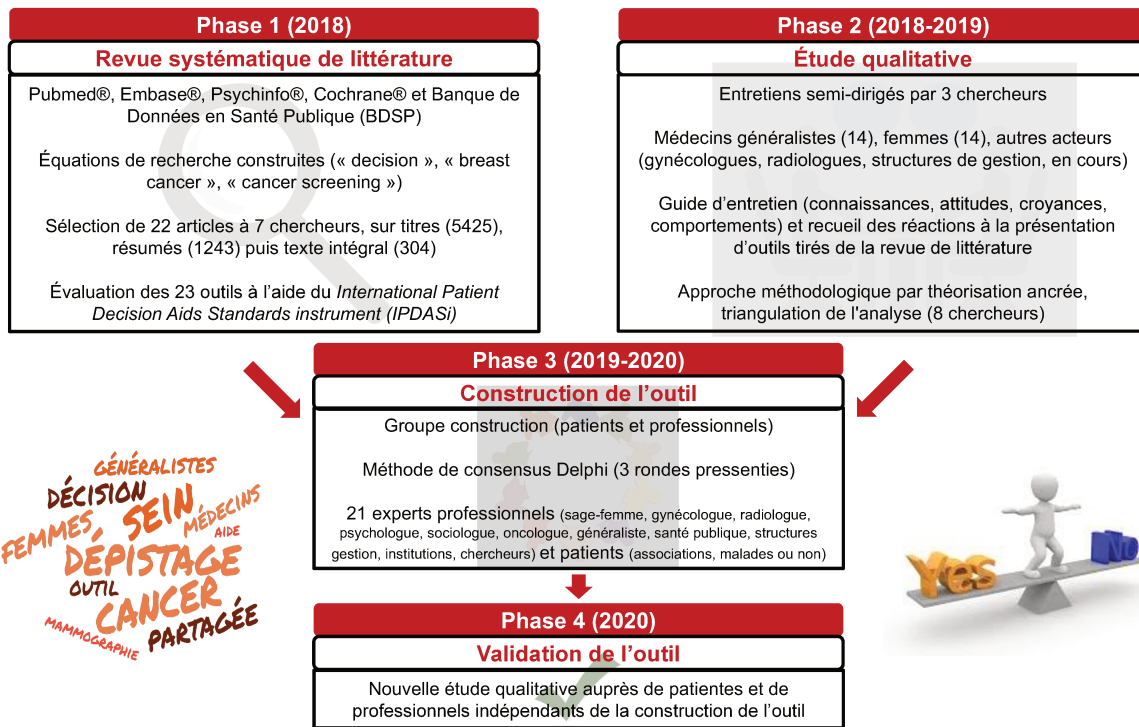 Phase 1 (2018)
Revue systématique de littérature
Pubmed®, Embase®, Psychinfo®, Cochrane® et Banque de
Données en Santé Publique (BDSP)
Équations de recherche construites (« decision », « breast
cancer », « cancer screening »)
Sélection de 22 articles à 7 chercheurs, sur titres (5425),
résumés (1243) puis texte intégral (304)
Évaluation des 23 outils à l’aide du International Patient
Decision Aids Standards instrument (IPDASi)
Phase 2 (2018-2019)
Étude qualitative
Entretiens semi-dirigés par 3 chercheurs
Médecins généralistes (14), femmes (14), autres acteurs
(gynécologues, radiologues, structures de gestion, en cours)
Guide d’entretien (connaissances, attitudes, croyances,
comportements) et recueil des réactions à la présentation
d’outils tirés de la revue de littérature
Approche méthodologique par théorisation ancrée,
triangulation de l'analyse (8 chercheurs)
Phase 3 (2019-2020)
Construction de l’outil
Groupe construction (patients et professionnels)
Méthode de consensus Delphi (3 rondes pressenties)
21 experts professionnels (sage-femme, gynécologue, radiologue,
psychologue, sociologue, oncologue, généraliste, santé publique, structures
gestion, institutions, chercheurs) et patients (associations, malades ou non)
GÉNÉRALISTES
DÉCISION
FEMMES
SEIN
MÉDECINS
AIDE
DÉPISTAGE
OUTIL
CANCER
MAMMOGRAPHIE
PARTAGÉE
Yes
No
Phase 4 (2020)
Validation de l’outil
Nouvelle étude qualitative auprès de patientes et de
professionnels indépendants de la construction de l’outil